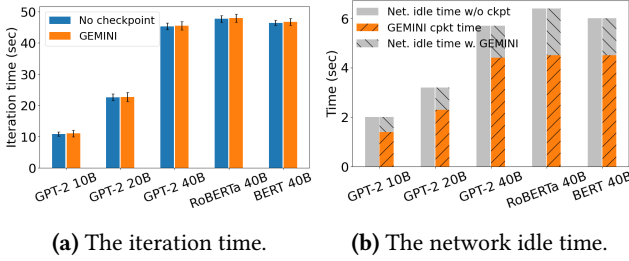 No checkpoint
GEMINI
Iteration time (sec)
50
40
30
20
10
0
GPT-2 10B
GPT-2 20B
GPT-2 40B
RoBERTa 40B
BERT 40B
(a) The iteration time.
Net. idle time w/o ckpt
GEMINI cpkt time
Net. idle time w. GEMINI
Time (sec)
6
4
2
0
GPT-2 10B
GPT-2 20B
GPT-2 40B
RoBERTa 40B
BERT 40B
(b) The network idle time.